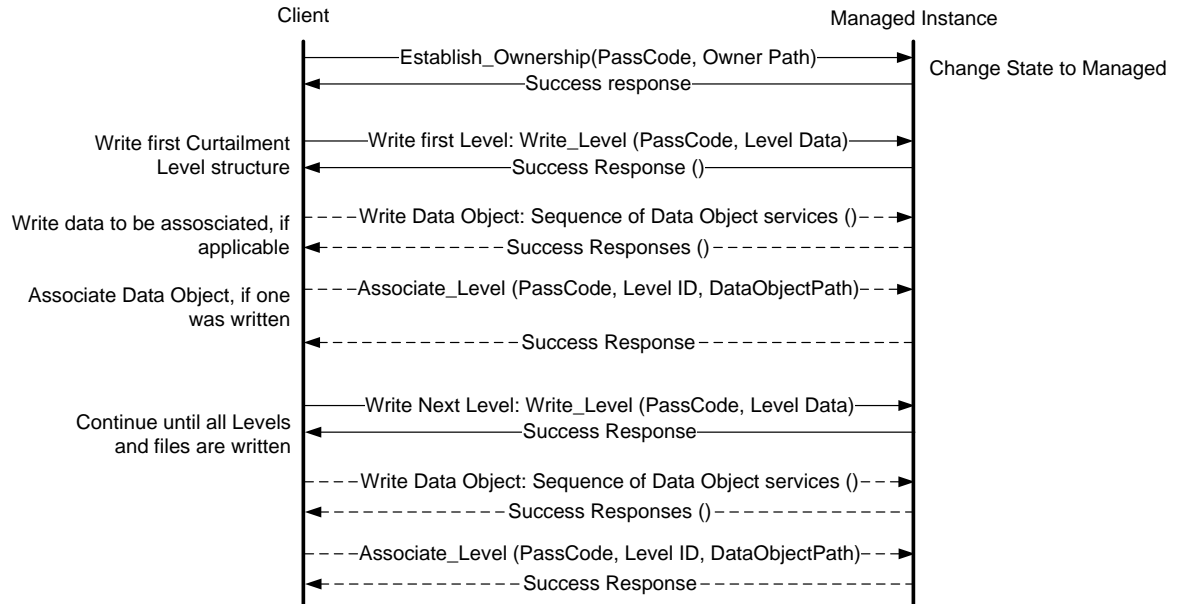 Client
Managed Instance
Establish_Ownership(PassCode, Owner Path)
Change State to Managed
Success response
Write first Curtailment
Level structure
Write first Level: Write_Level (PassCode, Level Data)
Success Response ()
Write data to be assosciated, if
applicable
Write Data Object: Sequence of Data Object services ()
Success Responses ()
Associate Data Object, if one
was written
Associate_Level (PassCode, Level ID, DataObjectPath)
Success Response
Continue until all Levels
and files are written
Write Next Level: Write_Level (PassCode, Level Data)
Success Response
Write Data Object: Sequence of Data Object services ()
Success Responses ()
Associate_Level (PassCode, Level ID, DataObjectPath)
Success Response